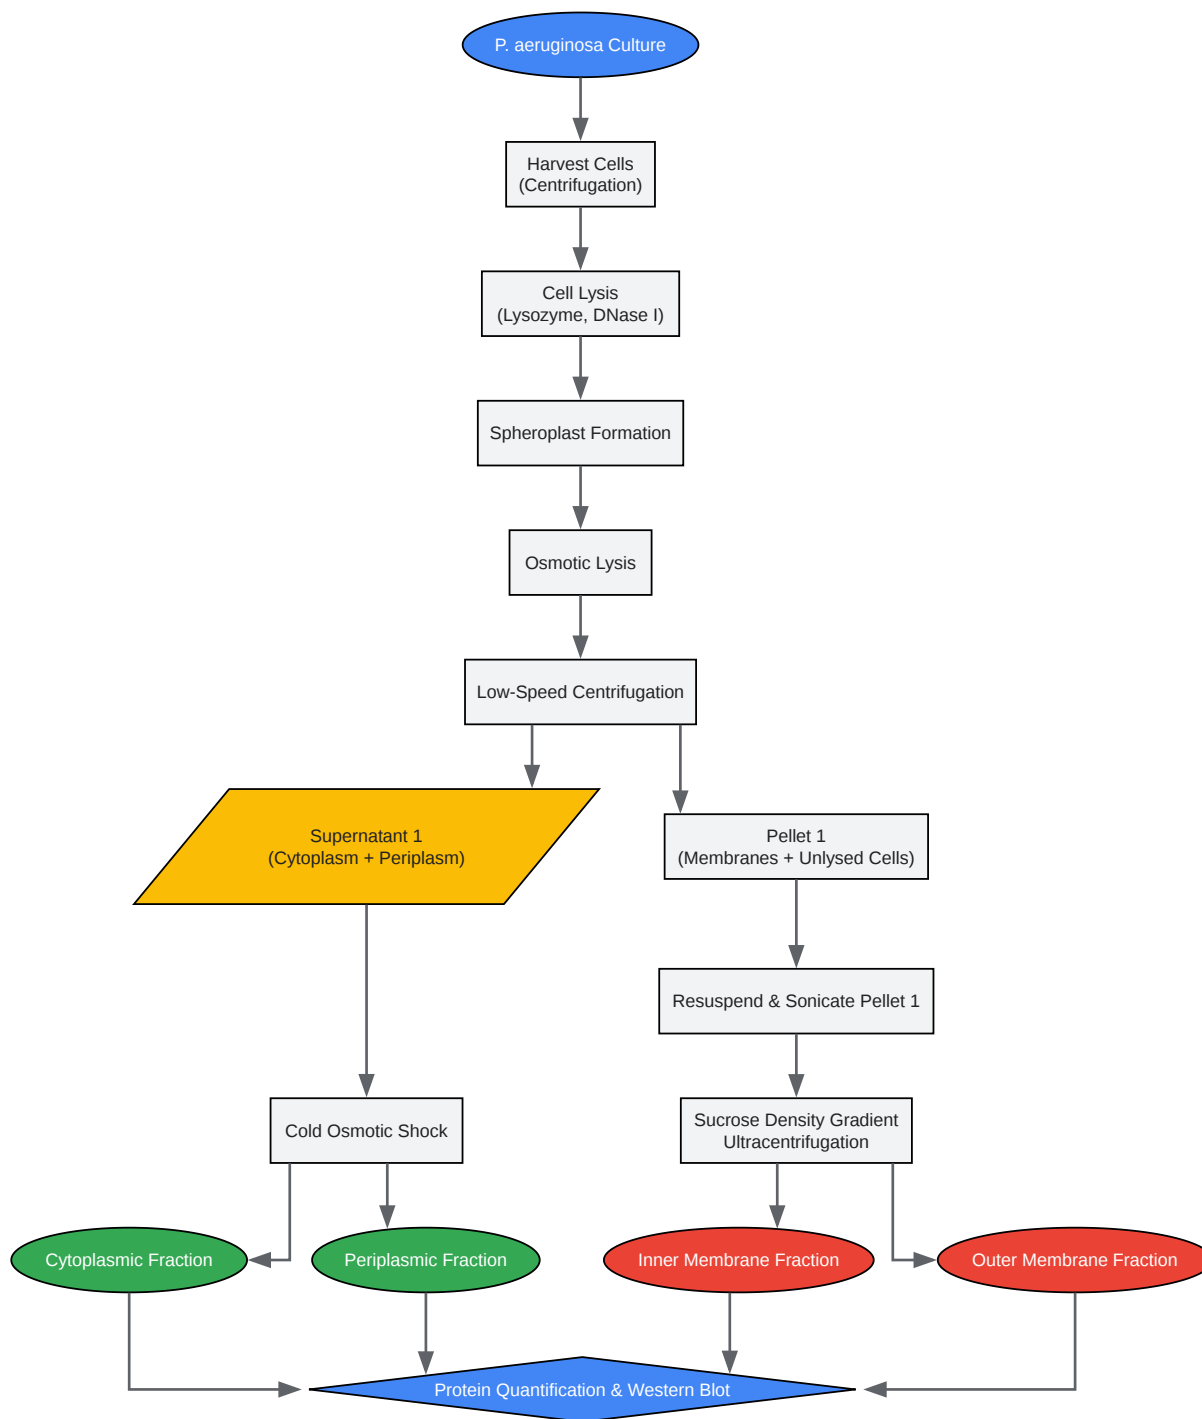 P. aeruginosa Culture
Harvest Cells
(Centrifugation)
Cell Lysis
(Lysozyme, DNase I)
Spheroplast Formation
Osmotic Lysis
Low-Speed Centrifugation
Supernatant 1
(Cytoplasm + Periplasm)
Pellet 1
(Membranes + Unlysed Cells)
Resuspend & Sonicate Pellet 1
Cold Osmotic Shock
Sucrose Density Gradient
Ultracentrifugation
Cytoplasmic Fraction
Periplasmic Fraction
Inner Membrane Fraction
Outer Membrane Fraction
Protein Quantification & Western Blot